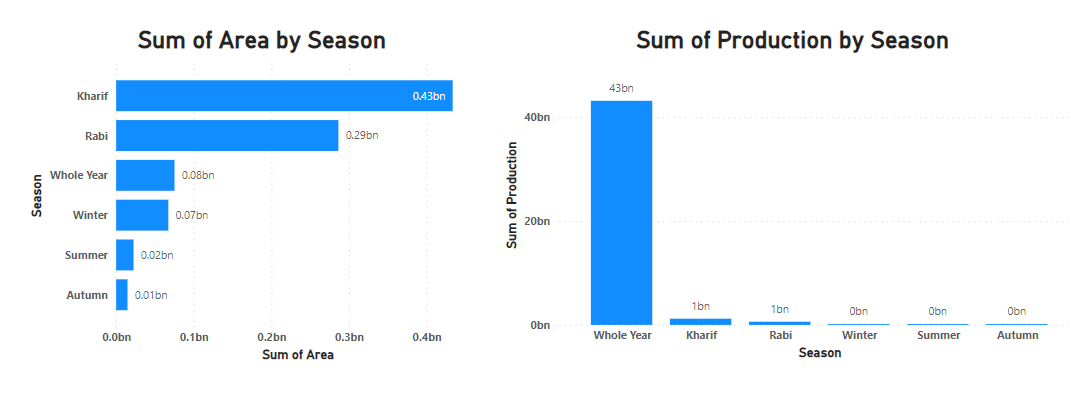 Sum of Area by Season
Season
Kharif 0.43bn
Rabi 0.29bn
Whole Year 0.08bn
Winter 0.07bn
Summer 0.02bn
Autumn 0.01bn
0.0bn 0.1bn 0.2bn 0.3bn 0.4bn
Sum of Area
Sum of Production by Season
Sum of Production
40bn
20bn
0bn
43bn 1bn 1bn 0bn 0bn 0bn
Whole Year Kharif Rabi Winter Summer Autumn
Season